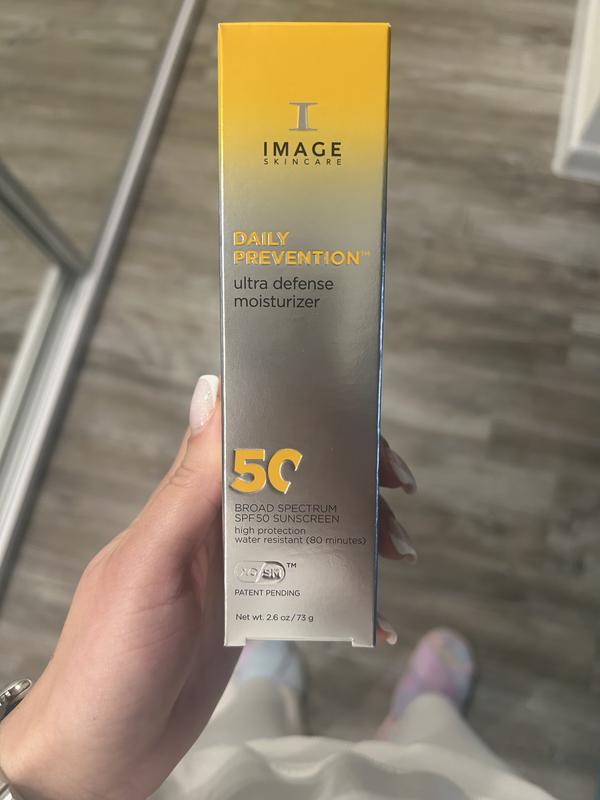 IMAGE
SKINCARE
DAILY
PREVENTION™
ultra defense
moisturizer
50
BROAD SPECTRUM
SPF50 SUNSCREEN
high protection
water resistant (80 minutes)
™
PATENT PENDING
Net wt. 2.6 oz/73 g